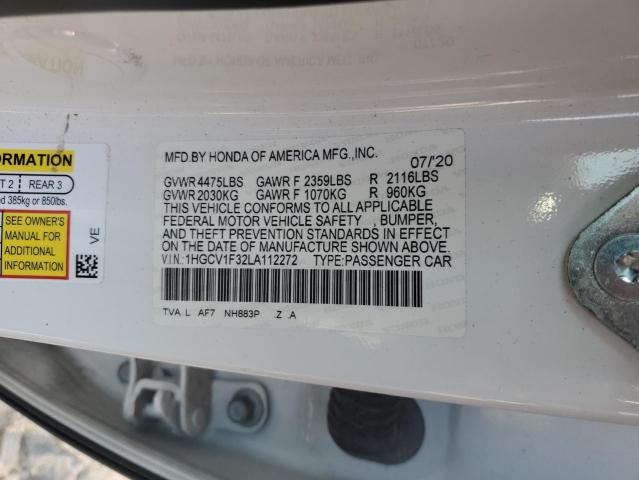 MFD.BY HONDA OF AMERICA MFG.,INC. 07/'20
GVWR 4475LBS GAWR F 2359LBS R 2116LBS
GVWR 2030KG GAWR F 1070KG R 960KG
THIS VEHICLE CONFORMS TO ALL APPLICABLE
FEDERAL MOTOR VEHICLE SAFETY , BUMPER,
AND THEFT PREVENTION STANDARDS IN EFFECT
ON THE DATE OF MANUFACTURE SHOWN ABOVE.
VIN:1HGCV1F32LA112272 TYPE:PASSENGER CAR
TVA L AF7 NH883P .Z .A
ORMATION
T 2 REAR 3
d 385kg or 850lbs.
SEE OWNER'S
MANUAL FOR
ADDITIONAL
INFORMATION
VE